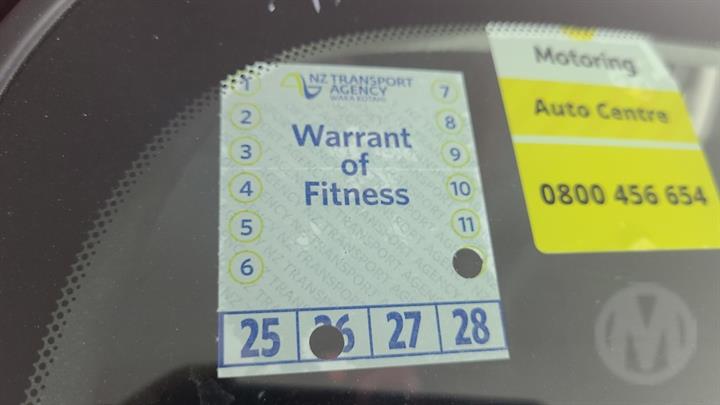 NZ TRANSPORT
AGENCY
WAKA KOTAHI
Warrant
of
Fitness
1
2
3
4
5
6
7
8
9
10
11
25 26 27 28
Motoring
Auto Centre
0800 456 654
M